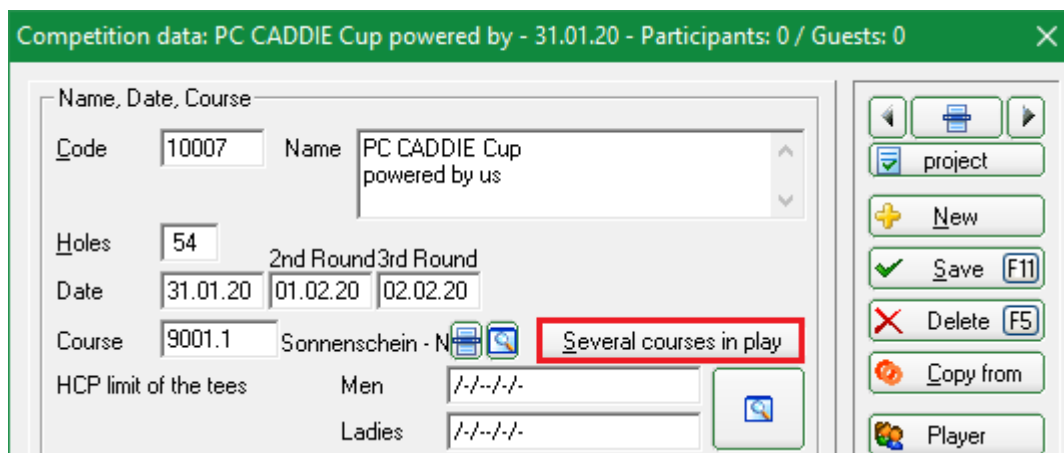 Competition data: PC CADDIE Cup powered by - 31.01.20 - Participants: 0 / Guests: 0
Name, Date, Course
Code 10007 Name PC CADDIE Cup
powered by us
Holes 54
2nd Round 3rd Round
Date 31.01.20 01.02.20 02.02.20
Course 9001.1 Sonnenschein - N Several courses in play
HCP limit of the tees Men /-/--/-/-
Ladies /-/--/-/-
project
New
Save F11
Delete F5
Copy from
Player